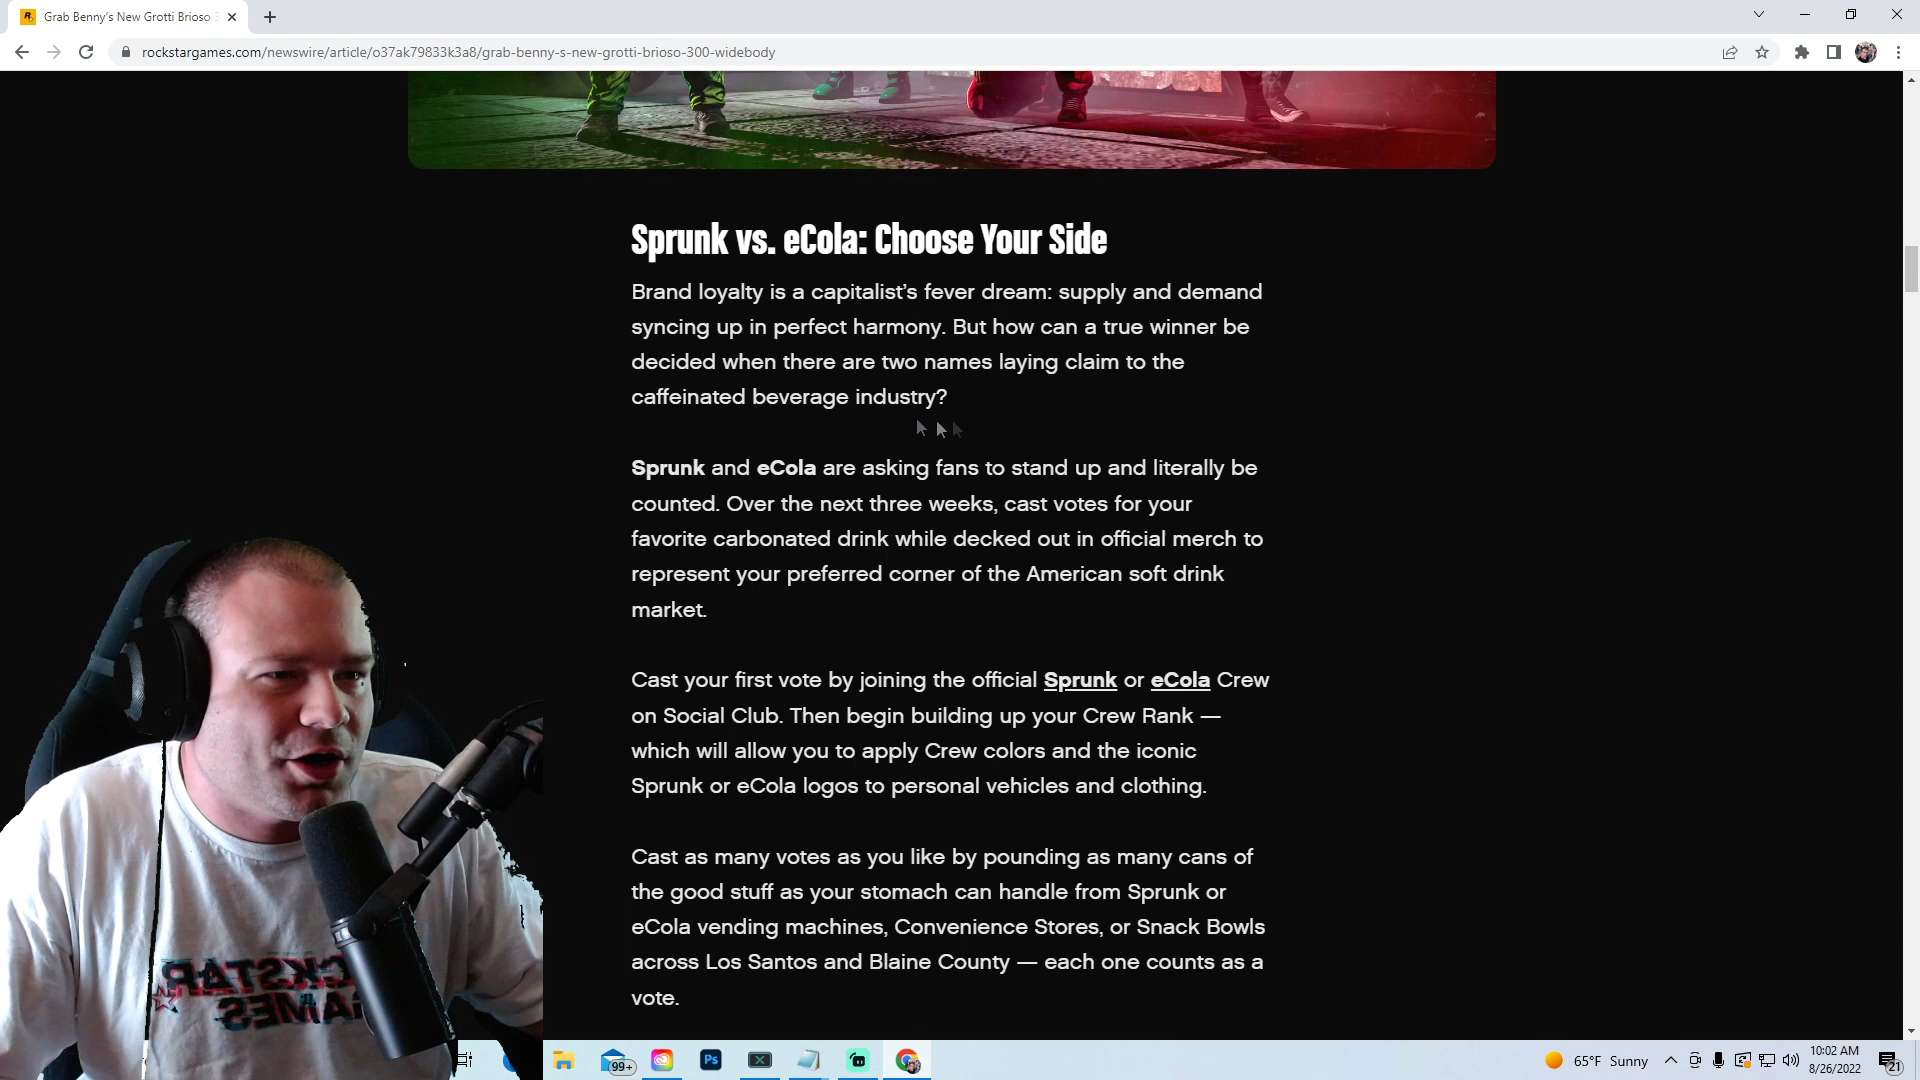 Grab Benny's New Grotti Brioso
rockstargames.com/newswire/article/o37ak79833k3a8/grab-benny-s-new-grotti-brioso-300-widebody
Sprunk vs. eCola: Choose Your Side
Brand loyalty is a capitalist's fever dream: supply and demand
syncing up in perfect harmony. But how can a true winner be
decided when there are two names laying claim to the
caffeinated beverage industry?
Sprunk and eCola are asking fans to stand up and literally be
counted. Over the next three weeks, cast votes for your
favorite carbonated drink while decked out in official merch to
represent your preferred corner of the American soft drink
market.
Cast your first vote by joining the official Sprunk or eCola Crew
on Social Club. Then begin building up your Crew Rank —
which will allow you to apply Crew colors and the iconic
Sprunk or eCola logos to personal vehicles and clothing.
Cast as many votes as you like by pounding as many cans of
the good stuff as your stomach can handle from Sprunk or
eCola vending machines, Convenience Stores, or Snack Bowls
across Los Santos and Blaine County — each one counts as a
vote.
CKSTAR
GAMES
99+
Ps
65°F Sunny
10:02 AM
8/26/2022
21